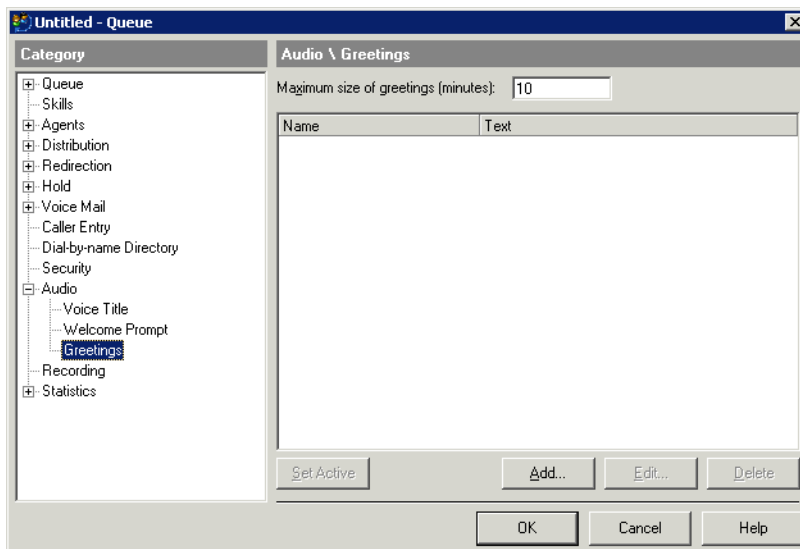 Untitled - Queue
Category
Audio \ Greetings
Queue
Skills
Agents
Distribution
Redirection
Hold
Voice Mail
Caller Entry
Dial-by-name Directory
Security
Audio
Voice Title
Welcome Prompt
Greetings
Recording
Statistics
Maximum size of greetings (minutes): 10
Name Text
Set Active Add... Edit... Delete
OK Cancel Help